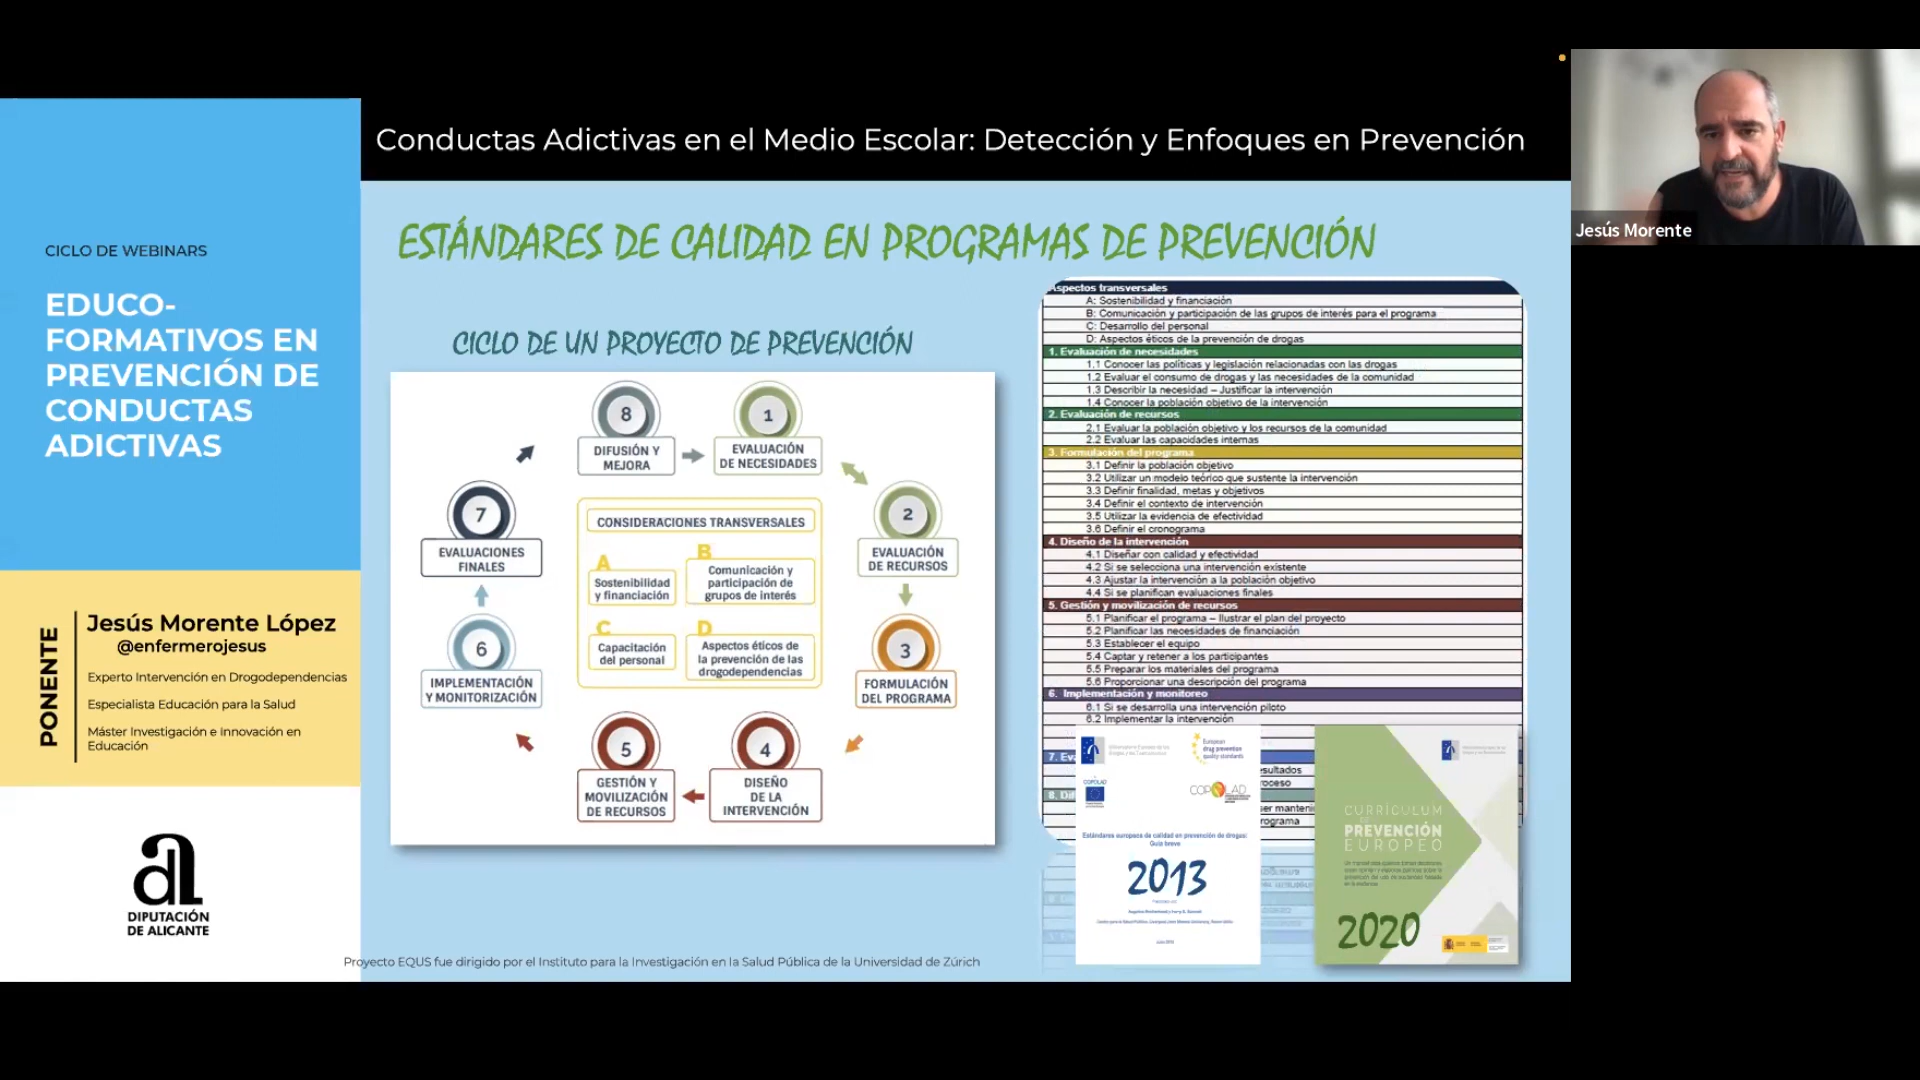 Conductas Adictivas en el Medio Escolar: Detección y Enfoques en Prevención
Jesús Morente
CICLO DE WEBINARS
EDUCO-
FORMATIVOS EN
PREVENCIÓN DE
CONDUCTAS
ADICTIVAS
PONENTE
Jesús Morente López
@enfermerojesus
Experto Intervención en Drogodependencias
Especialista Educación para la Salud
Máster Investigación e Innovación en
Educación
DIPUTACIÓN
DE ALICANTE
ESTÁNDARES DE CALIDAD EN PROGRAMAS DE PREVENCIÓN
CICLO DE UN PROYECTO DE PREVENCIÓN
8
DIFUSIÓN Y
MEJORA
1
EVALUACIÓN
DE NECESIDADES
2
EVALUACIÓN
DE RECURSOS
3
FORMULACIÓN
DEL PROGRAMA
4
DISEÑO
DE LA
INTERVENCIÓN
5
GESTIÓN Y
MOVILIZACIÓN
DE RECURSOS
6
IMPLEMENTACIÓN
Y MONITORIZACIÓN
7
EVALUACIONES
FINALES
CONSIDERACIONES TRANSVERSALES
A
Sostenibilidad
y financiación
B
Comunicación y
participación de
grupos de interés
C
Capacitación
del personal
D
Aspectos éticos de
la prevención de las
drogodependencias
Aspectos transversales
A: Sostenibilidad y financiación
B: Comunicación y participación de las grupos de interés para el programa
C: Desarrollo del personal
D: Aspectos éticos de la prevención de drogas
1. Evaluación de necesidades
1.1 Conocer las políticas y legislación relacionadas con las drogas
1.2 Evaluar el consumo de drogas y las necesidades de la comunidad
1.3 Describir la necesidad – Justificar la intervención
1.4 Conocer la población objetivo de la intervención
2. Evaluación de recursos
2.1 Evaluar la población objetivo y los recursos de la comunidad
2.2 Evaluar las capacidades internas
3. Formulación del programa
3.1 Definir la población objetivo
3.2 Utilizar un modelo teórico que sustente la intervención
3.3 Definir finalidad, metas y objetivos
3.4 Definir el contexto de intervención
3.5 Utilizar la evidencia de efectividad
3.6 Definir el cronograma
4. Diseño de la intervención
4.1 Diseñar con calidad y efectividad
4.2 Si se selecciona una intervención existente
4.3 Ajustar la intervención a la población objetivo
4.4 Si se planifican evaluaciones finales
5. Gestión y movilización de recursos
5.1 Planificar el programa – Ilustrar el plan del proyecto
5.2 Planificar las necesidades de financiación
5.3 Establecer el equipo
5.4 Captar y retener a los participantes
5.5 Preparar los materiales del programa
5.6 Proporcionar una descripción del programa
6. Implementación y monitoreo
6.1 Si se desarrolla una intervención piloto
6.2 Implementar la intervención
7. Ev
esultados
roceso
8. Dif
ser manteni
rograma
European
drug prevention
quality standards
COPOLAD
COPOLAD
Estándares europeos de calidad en prevención de drogas:
Guía breve
2013
CURRÍCULUM
DE
PREVENCIÓN
EUROPEO
2020
Proyecto EQUS fue dirigido por el Instituto para la Investigación en la Salud Pública de la Universidad de Zúrich